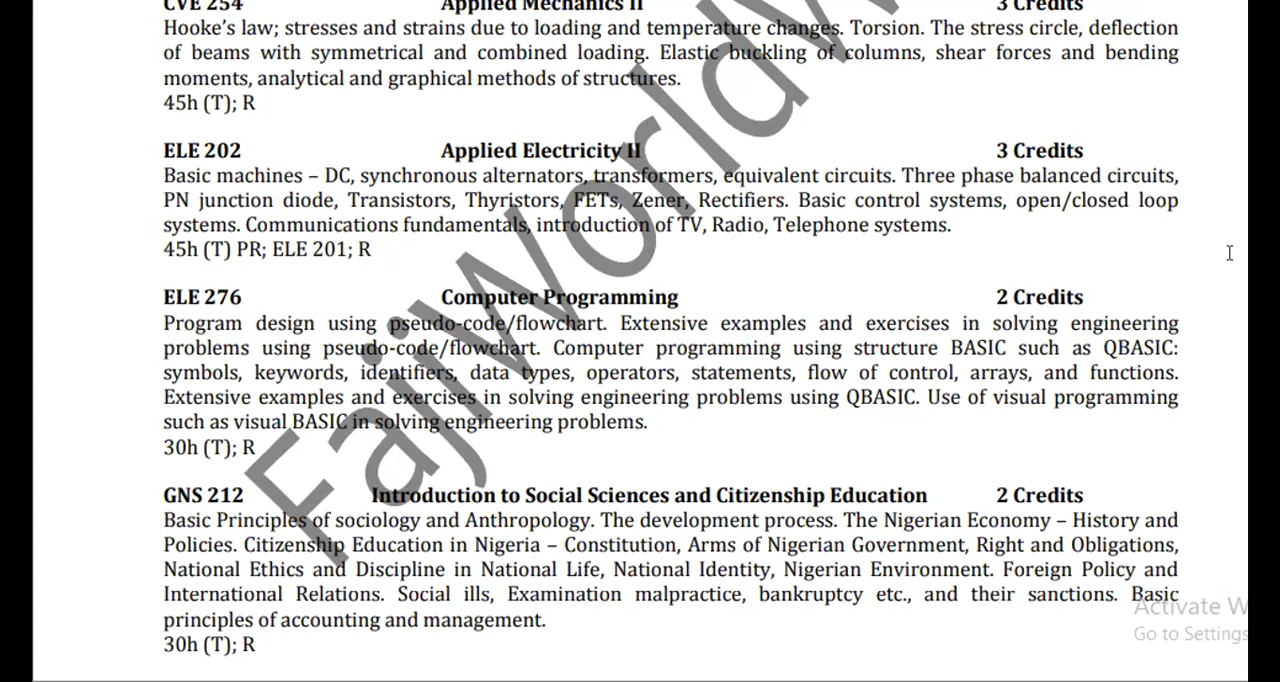 CVE 254 Applied Mechanics II 3 Credits
Hooke’s law; stresses and strains due to loading and temperature changes. Torsion. The stress circle, deflection
of beams with symmetrical and combined loading. Elastic buckling of columns, shear forces and bending
moments, analytical and graphical methods of structures.
45h (T); R
ELE 202 Applied Electricity II 3 Credits
Basic machines – DC, synchronous alternators, transformers, equivalent circuits. Three phase balanced circuits,
PN junction diode, Transistors, Thyristors, FETs, Zener, Rectifiers. Basic control systems, open/closed loop
systems. Communications fundamentals, introduction of TV, Radio, Telephone systems.
45h (T) PR; ELE 201; R
ELE 276 Computer Programming 2 Credits
Program design using pseudo-code/flowchart. Extensive examples and exercises in solving engineering
problems using pseudo-code/flowchart. Computer programming using structure BASIC such as QBASIC:
symbols, keywords, identifiers, data types, operators, statements, flow of control, arrays, and functions.
Extensive examples and exercises in solving engineering problems using QBASIC. Use of visual programming
such as visual BASIC in solving engineering problems.
30h (T); R
GNS 212 Introduction to Social Sciences and Citizenship Education 2 Credits
Basic Principles of sociology and Anthropology. The development process. The Nigerian Economy – History and
Policies. Citizenship Education in Nigeria – Constitution, Arms of Nigerian Government, Right and Obligations,
National Ethics and Discipline in National Life, National Identity, Nigerian Environment. Foreign Policy and
International Relations. Social ills, Examination malpractice, bankruptcy etc., and their sanctions. Basic
principles of accounting and management.
30h (T); R
FajjWorldW
Activate W
Go to Settings